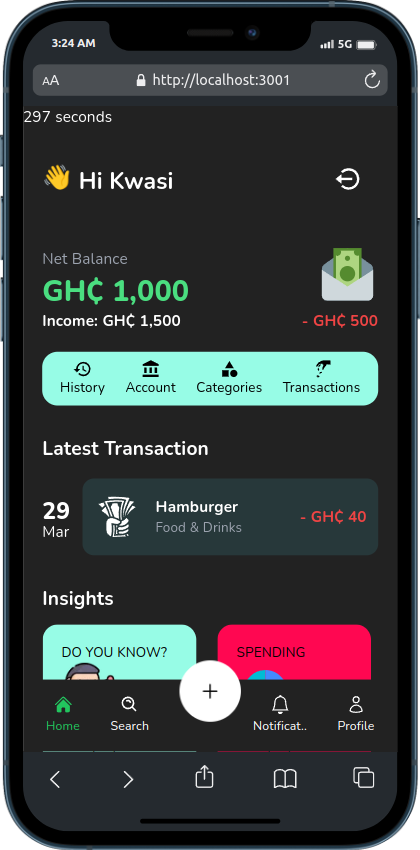 3:24 AM
5G
AA
http://localhost:3001
297 seconds
👋 Hi Kwasi
Net Balance
GH₵ 1,000
Income: GH₵ 1,500
- GH₵ 500
History
Account
Categories
Transactions
Latest Transaction
29
Mar
Hamburger
Food & Drinks
- GH₵ 40
Insights
DO YOU KNOW?
SPENDING
+
Home
Search
Notificat..
Profile